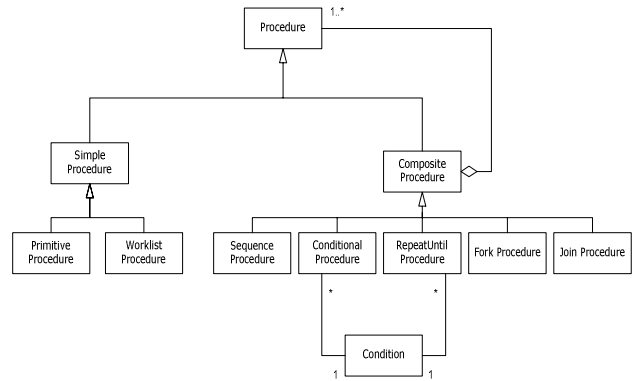 1..*
Procedure
Simple
Procedure
Composite
Procedure
Primitive
Procedure
Worklist
Procedure
Sequence
Procedure
Conditional
Procedure
RepeatUntil
Procedure
Fork Procedure
Join Procedure
*
*
Condition
1
1